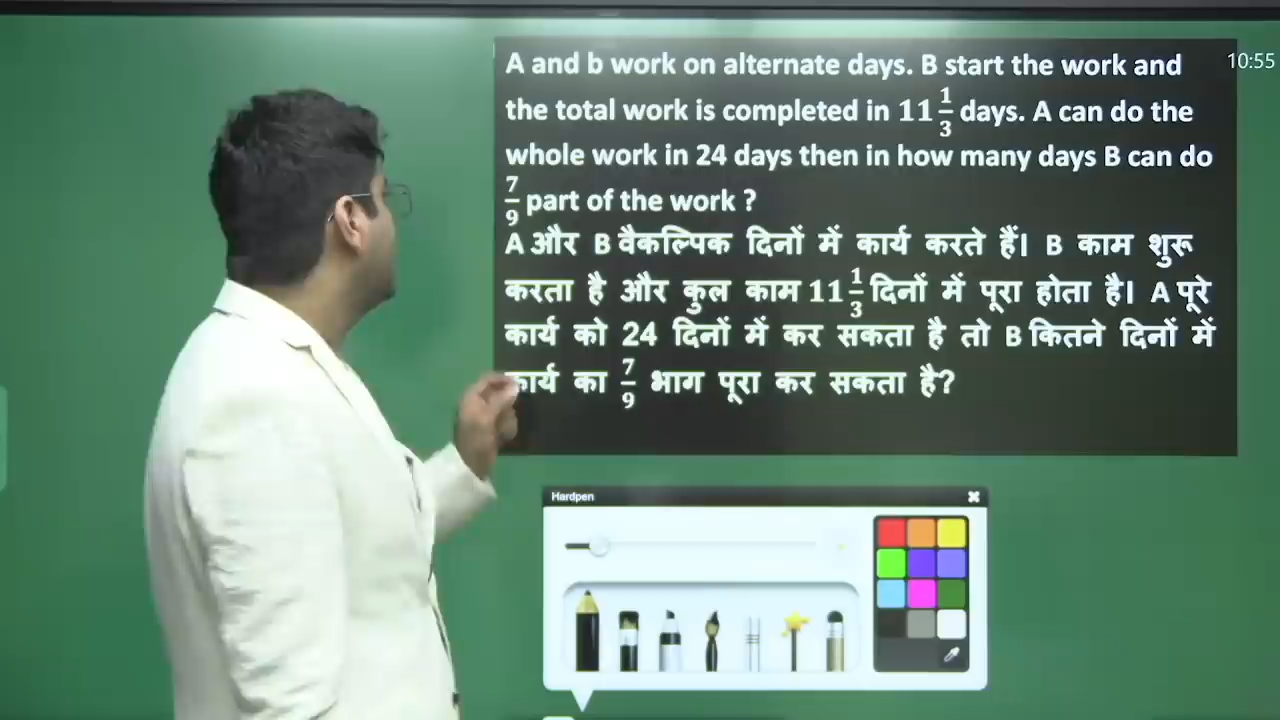 A and b work on alternate days. B start the work and
the total work is completed in 11 1/3 days. A can do the
whole work in 24 days then in how many days B can do
7/9 part of the work ?
A और B वैकल्पिक दिनों में कार्य करते हैं। B काम शुरू
करता है और कुल काम 11 1/3 दिनों में पूरा होता है। A पूरे
कार्य को 24 दिनों में कर सकता है तो B कितने दिनों में
कार्य का 7/9 भाग पूरा कर सकता है?
10:55
Hardpen